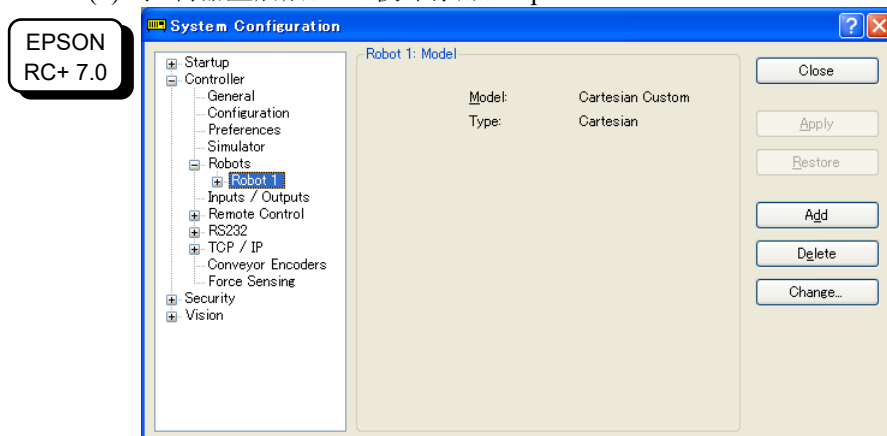 EPSON
RC+ 7.0
System Configuration
Startup
Controller
General
Configuration
Preferences
Simulator
Robots
Robot 1
Inputs / Outputs
Remote Control
RS232
TCP / IP
Conveyor Encoders
Force Sensing
Security
Vision
Robot 1: Model
Model: Cartesian Custom
Type: Cartesian
Close
Apply
Restore
Add
Delete
Change...